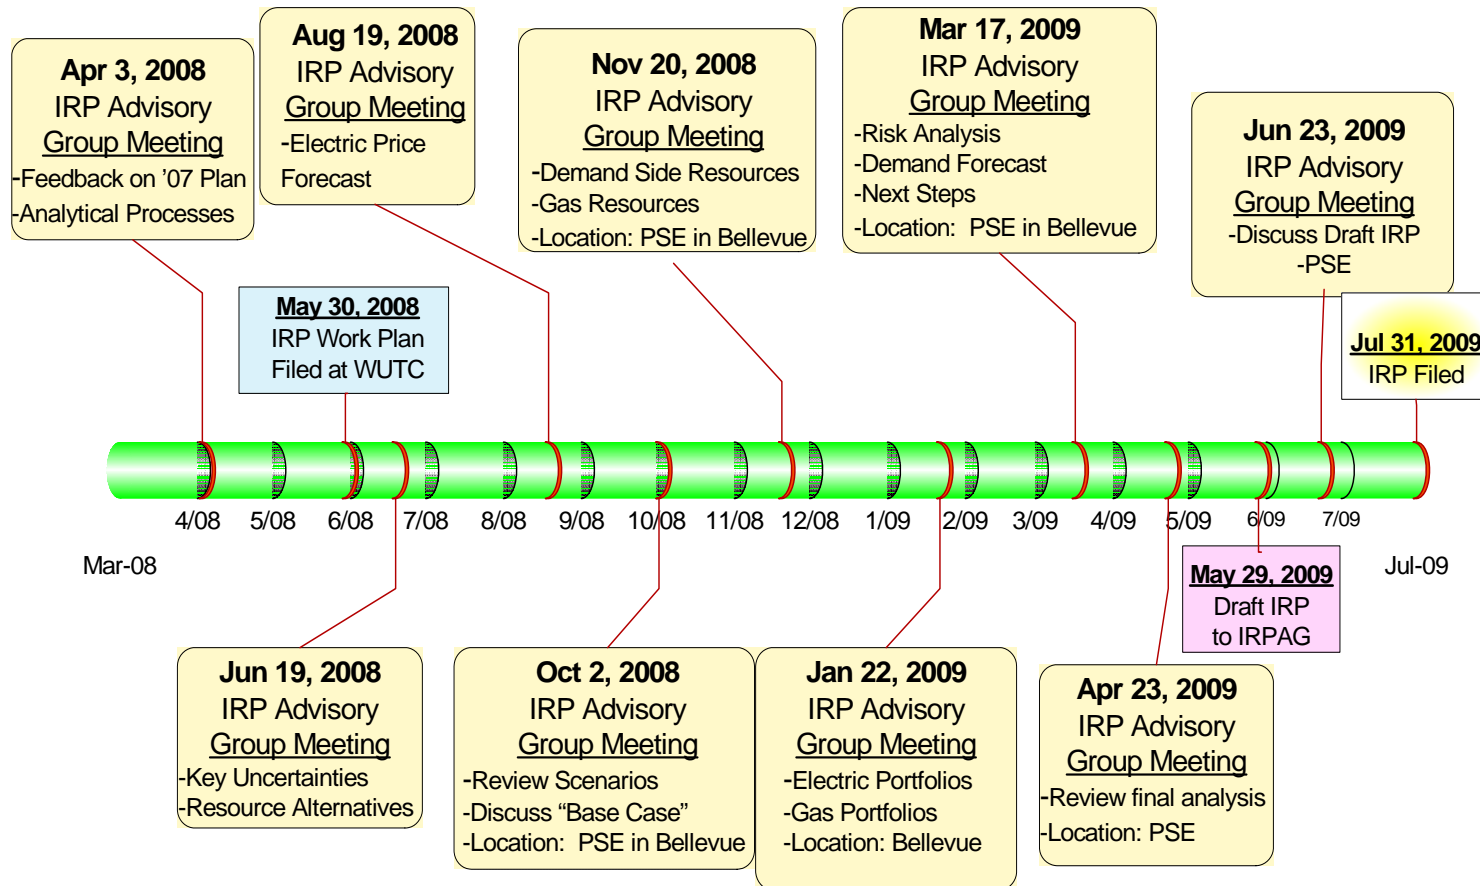 Apr 3, 2008
IRP Advisory
Group Meeting
-Feedback on ’07 Plan
-Analytical Processes
Aug 19, 2008
IRP Advisory
Group Meeting
-Electric Price
Forecast
Nov 20, 2008
IRP Advisory
Group Meeting
-Demand Side Resources
-Gas Resources
-Location: PSE in Bellevue
Mar 17, 2009
IRP Advisory
Group Meeting
-Risk Analysis
-Demand Forecast
-Next Steps
-Location: PSE in Bellevue
Jun 23, 2009
IRP Advisory
Group Meeting
-Discuss Draft IRP
-PSE
May 30, 2008
IRP Work Plan
Filed at WUTC
Jul 31, 2009
IRP Filed
4/08 5/08 6/08 7/08 8/08 9/08 10/08 11/08 12/08 1/09 2/09 3/09 4/09 5/09 6/09 7/09
Mar-08 Jul-09
May 29, 2009
Draft IRP
to IRPAG
Jun 19, 2008
IRP Advisory
Group Meeting
-Key Uncertainties
-Resource Alternatives
Oct 2, 2008
IRP Advisory
Group Meeting
-Review Scenarios
-Discuss “Base Case”
-Location: PSE in Bellevue
Jan 22, 2009
IRP Advisory
Group Meeting
-Electric Portfolios
-Gas Portfolios
-Location: Bellevue
Apr 23, 2009
IRP Advisory
Group Meeting
-Review final analysis
-Location: PSE